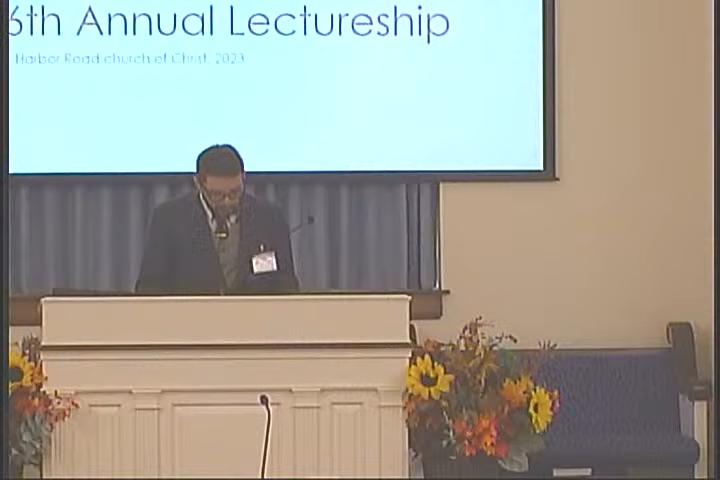 6th Annual Lectureship
Harbor Road church of Christ, 2023